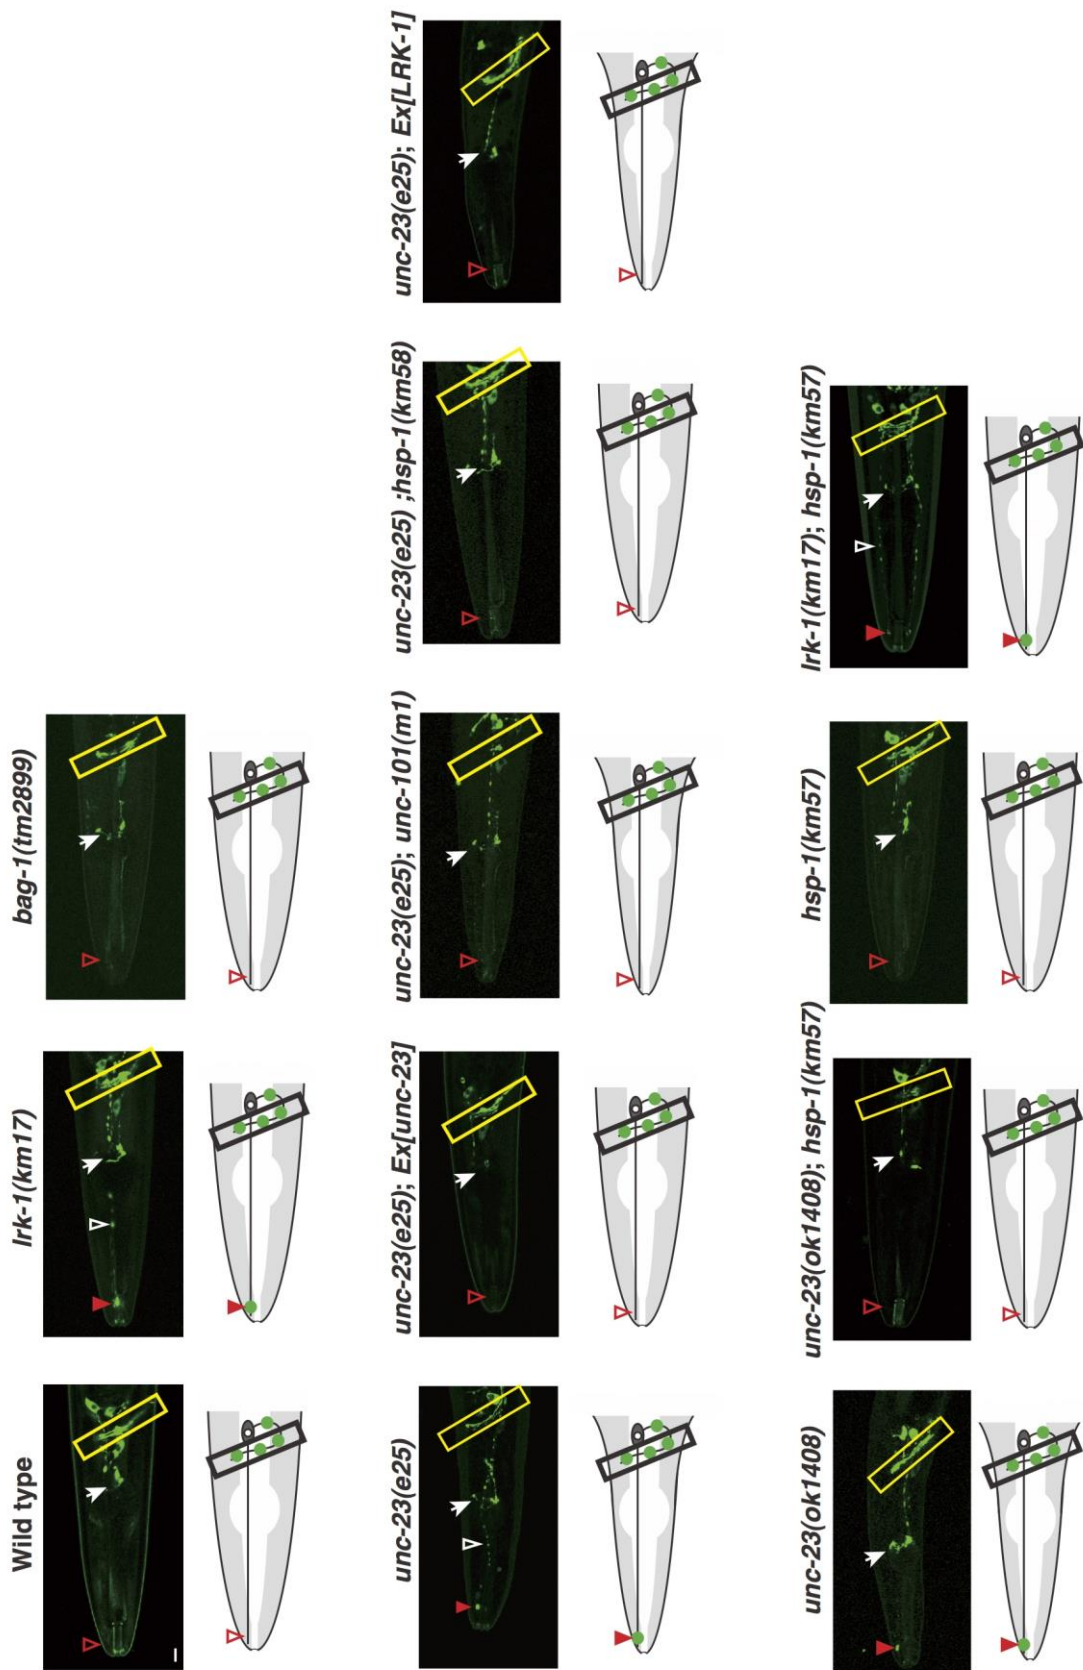 Wild type
lrk-1(km17)
bag-1(tm2899)
unc-23(e25)
unc-23(e25); Ex[unc-23]
unc-23(e25); unc-101(m1)
unc-23(e25) ;hsp-1(km58)
unc-23(e25); Ex[LRK-1]
unc-23(ok1408)
unc-23(ok1408); hsp-1(km57)
hsp-1(km57)
lrk-1(km17); hsp-1(km57)